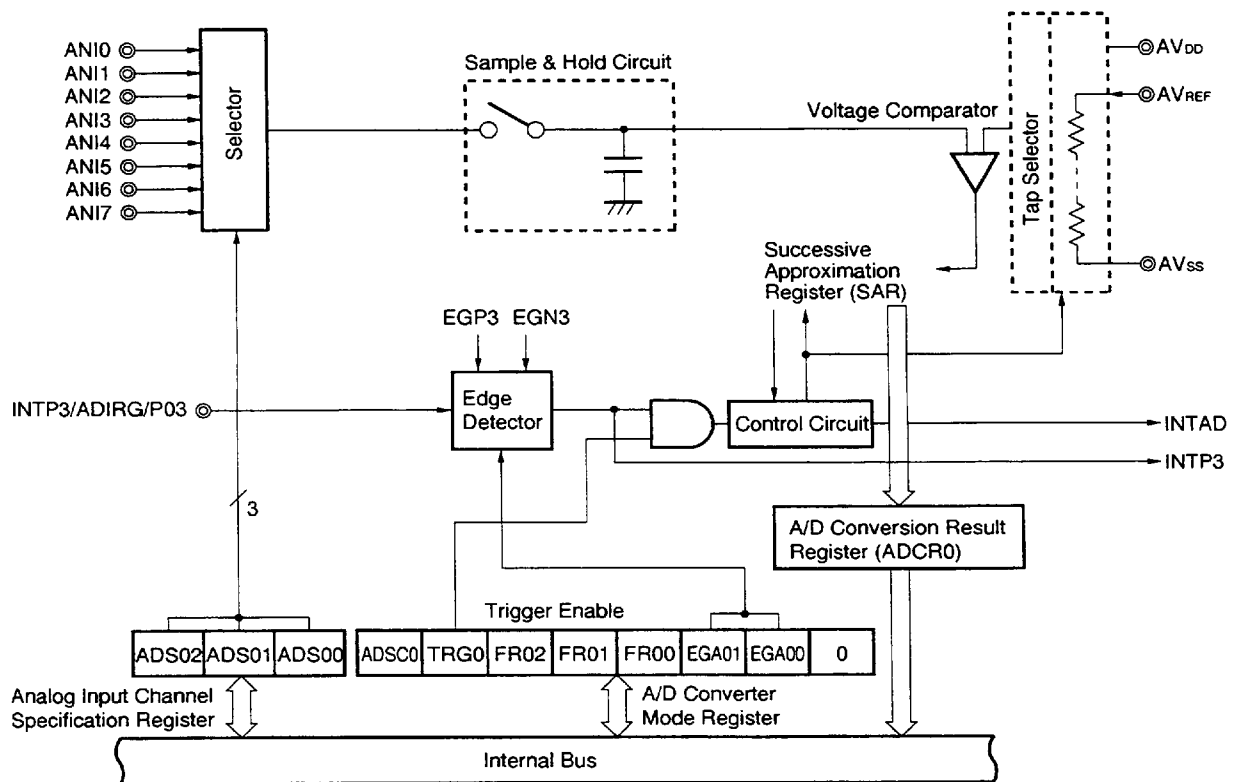 ANI0
ANI1
ANI2
ANI3
ANI4
ANI5
ANI6
ANI7
Selector
Sample & Hold Circuit
Voltage Comparator
Tap Selector
AVDD
AVREF
AVSS
Successive
Approximation
Register (SAR)
EGP3
EGN3
INTP3/ADIRG/P03
Edge
Detector
Control Circuit
INTAD
INTP3
3
A/D Conversion Result
Register (ADCR0)
Trigger Enable
ADS02
ADS01
ADS00
ADSC0
TRG0
FR02
FR01
FR00
EGA01
EGA00
0
Analog Input Channel
Specification Register
A/D Converter
Mode Register
Internal Bus